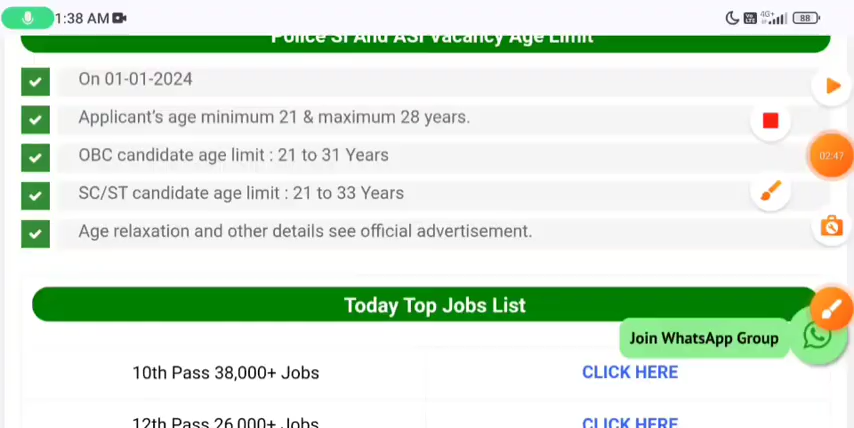 1:38 AM
4G+
88
Police SI And ASI Vacancy Age Limit
On 01-01-2024
Applicant's age minimum 21 & maximum 28 years.
OBC candidate age limit : 21 to 31 Years
02:47
SC/ST candidate age limit : 21 to 33 Years
Age relaxation and other details see official advertisement.
Today Top Jobs List
Join WhatsApp Group
10th Pass 38,000+ Jobs
CLICK HERE
12th Pass 26,000+ Jobs
CLICK HERE